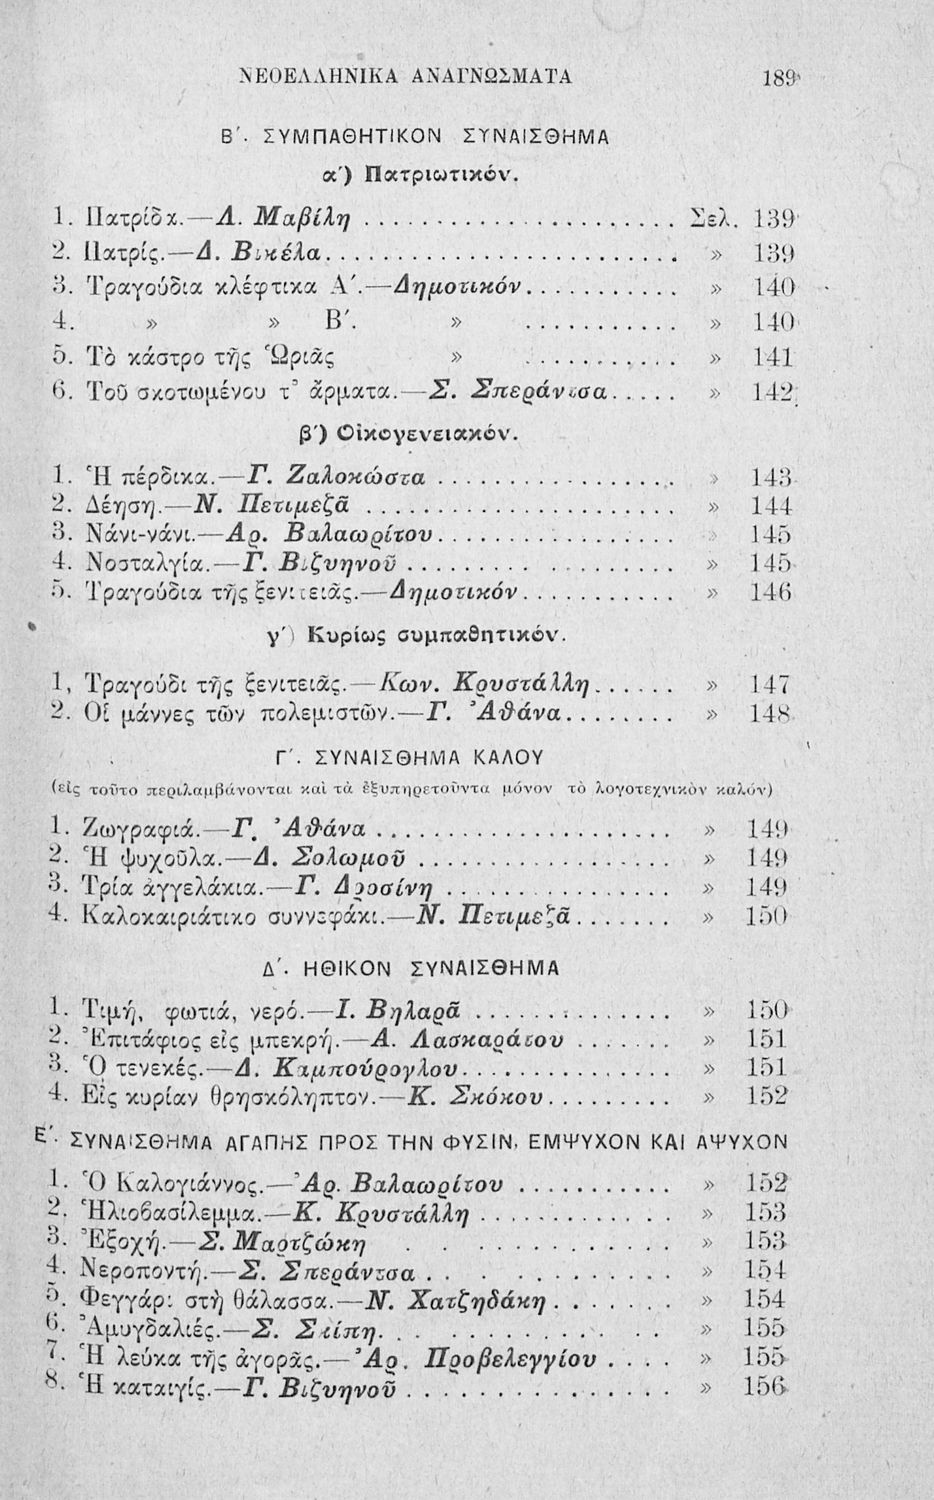 ΝΕΟΕΛΛΗΝΙΚΑ ΑΝΑΓΝΩΣΜΑΤΑ 189
Β΄. ΣΥΜΠΑΘΗΤΙΚΟΝ ΣΥΝΑΙΣΘΗΜΑ
α΄) Πατριωτικόν.
1. Πατρίδα.—Λ. Μαβίλη . . . . . . . . . . Σελ. 139
2. Πατρίς.—Δ. Βικέλα . . . . . . . . . . » 139
3. Τραγούδια κλέφτικα Α΄.—Δημοτικόν . . . . . . . . . . » 140
4. » » Β΄. » . . . . . . . . . . » 140
5. Τὸ κάστρο τῆς Ὡριᾶς » . . . . . . . . . . » 141
6. Τοῦ σκοτωμένου τ᾽ ἄρματα.—Σ. Σπεράντσα . . . . . » 142
β΄) Οἰκογενειακόν.
1. Ἡ πέρδικα.—Γ. Ζαλοκώστα . . . . . . . . . . » 143
2. Δέηση.—Ν. Πετιμεζᾶ . . . . . . . . . . » 144
3. Νάνι-νάνι.—Αρ. Βαλαωρίτου . . . . . . . . . . » 145
4. Νοσταλγία.—Γ. Βιζυηνοῦ . . . . . . . . . . » 145
5. Τραγούδια τῆς ξενιτειᾶς.—Δημοτικόν . . . . . . . . . . » 146
γ΄) Κυρίως συμπαθητικόν.
1, Τραγούδι τῆς ξενιτειᾶς.—Κων. Κρυστάλλη . . . . . . » 147
2. Οἱ μάννες τῶν πολεμιστῶν.—Γ. Ἀθάνα . . . . . . . . » 148
Γ΄. ΣΥΝΑΙΣΘΗΜΑ ΚΑΛΟΥ
(εἰς τοῦτο περιλαμβάνονται καὶ τὰ ἐξυπηρετοῦντα μόνον τὸ λογοτεχνικὸν καλόν)
1. Ζωγραφιά.—Γ. Ἀθάνα . . . . . . . . . . » 149
2. Ἡ ψυχοῦλα.—Δ. Σολωμοῦ . . . . . . . . . . » 149
3. Τρία ἀγγελάκια.—Γ. Δροσίνη . . . . . . . . . . » 149
4. Καλοκαιριάτικο συννεφάκι.—Ν. Πετιμεζᾶ . . . . . . . » 150
Δ΄. ΗΘΙΚΟΝ ΣΥΝΑΙΣΘΗΜΑ
1. Τιμή, φωτιά, νερό.—Ι. Βηλαρᾶ . . . . . . . . . . » 150
2. Ἐπιτάφιος εἰς μπεκρή.—Α. Λασκαράτου . . . . . . . » 151
3. Ὁ τενεκές.—Δ. Καμπούρογλου . . . . . . . . . . » 151
4. Εἰς κυρίαν θρησκόληπτον.—Κ. Σκόκου . . . . . . . . . » 152
Ε΄. ΣΥΝΑΙΣΘΗΜΑ ΑΓΑΠΗΣ ΠΡΟΣ ΤΗΝ ΦΥΣΙΝ, ΕΜΨΥΧΟΝ ΚΑΙ ΑΨΥΧΟΝ
1. Ὁ Καλογιάννος.—Ἀρ. Βαλαωρίτου . . . . . . . . . . » 152
2. Ἡλιοβασίλεμμα.—Κ. Κρυστάλλη . . . . . . . . . . » 153
3. Ἐξοχή.—Σ. Μαρτζώκη . . . . . . . . . . » 153
4. Νεροποντή.—Σ. Σπεράντσα . . . . . . . . . . » 154
5. Φεγγάρι στὴ θάλασσα.—Ν. Χατζηδάκη . . . . . . . » 154
6. Ἀμυγδαλιές.—Σ. Σκίπη . . . . . . . . . . » 155
7. Ἡ λεύκα τῆς ἀγορᾶς.—Ἀρ. Προβελεγγίου . . . . » 155
8. Ἡ καταιγίς.—Γ. Βιζυηνοῦ . . . . . . . . . . » 156